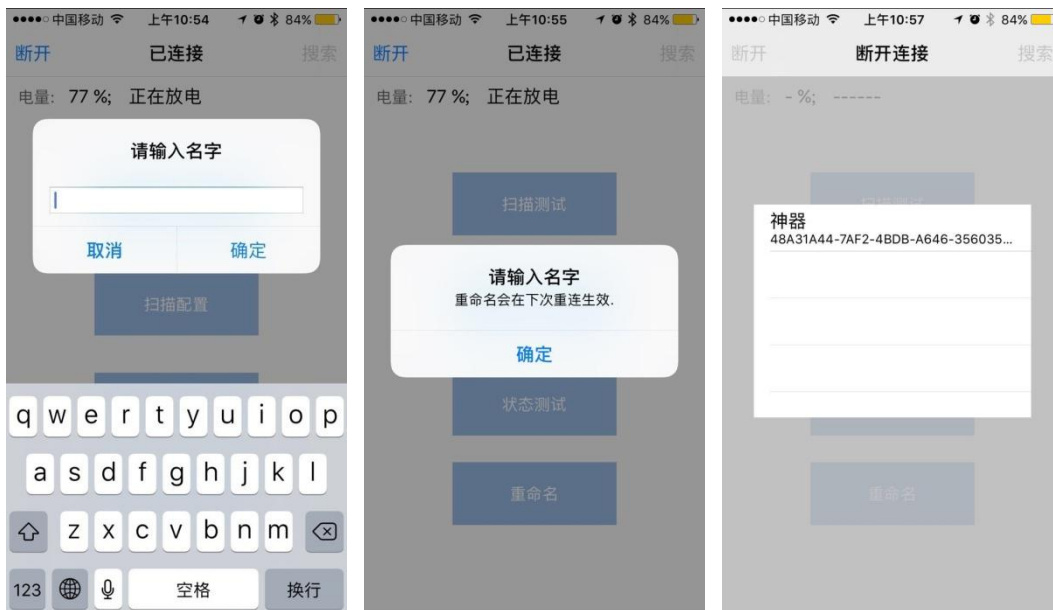 中国移动 上午10:54 84%
断开 已连接 搜索
电量: 77 %; 正在放电
请输入名字
取消 确定
扫描配置
q w e r t y u i o p
a s d f g h j k l
z x c v b n m
123 空格 换行
中国移动 上午10:55 84%
断开 已连接 搜索
电量: 77 %; 正在放电
扫描测试
请输入名字
重命名会在下次重连生效.
确定
状态测试
重命名
中国移动 上午10:57 84%
断开 断开连接 搜索
电量: - %; ------
扫描测试
神器
48A31A44-7AF2-4BDB-A646-356035...
重命名